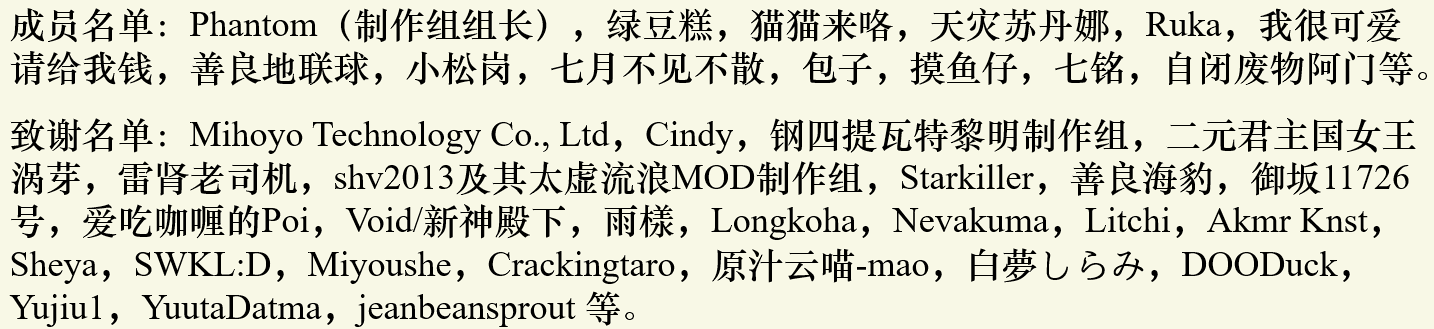 成员名单：Phantom（制作组组长），绿豆糕，猫猫来咯，天灾苏丹娜，Ruka，我很可爱
请给我钱，善良地联球，小松岗，七月不见不散，包子，摸鱼仔，七铭，自闭废物阿门等。
致谢名单：Mihoyo Technology Co., Ltd，Cindy，钢四提瓦特黎明制作组，二元君主国女王
涡芽，雷肾老司机，shv2013及其太虚流浪MOD制作组，Starkiller，善良海豹，御坂11726
号，爱吃咖喱的Poi，Void/新神殿下，雨樣，Longkoha，Nevakuma，Litchi，Akmr Knst，
Sheya，SWKL:D，Miyoushe，Crackingtaro，原汁云喵-mao，白夢しらみ，DOODuck，
Yujiu1，YuutaDatma，jeanbeansprout 等。